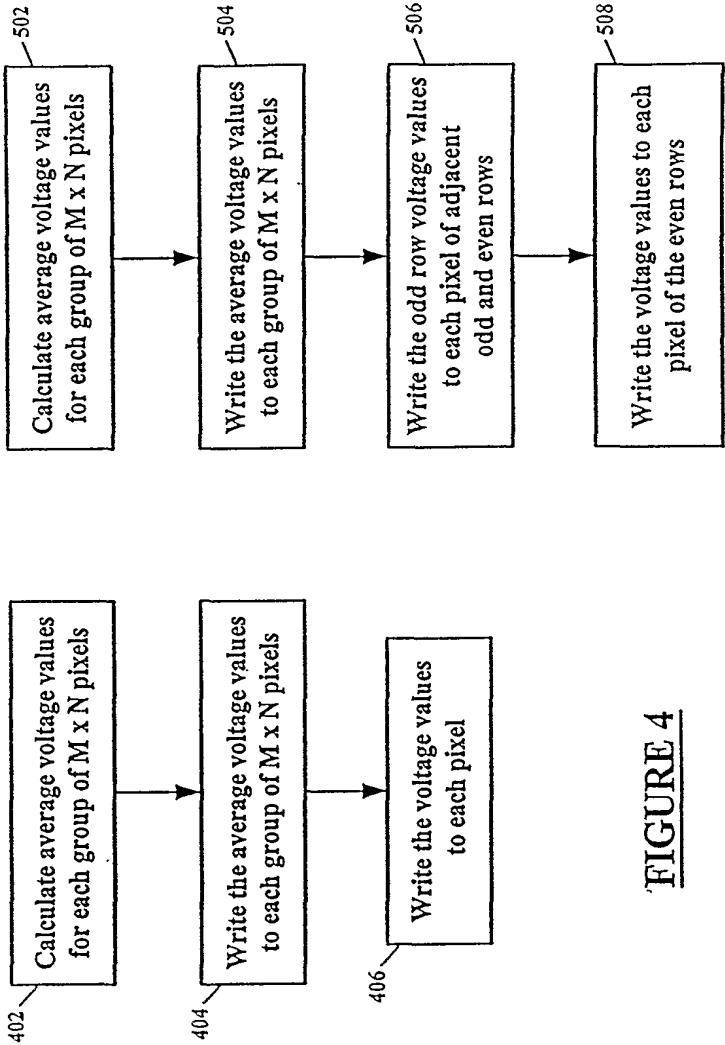 402
Calculate average voltage values
for each group of M x N pixels
404
Write the average voltage values
to each group of M x N pixels
406
Write the voltage values
to each pixel
FIGURE 4
502
Calculate average voltage values
for each group of M x N pixels
504
Write the average voltage values
to each group of M x N pixels
506
Write the odd row voltage values
to each pixel of adjacent
odd and even rows
508
Write the voltage values to each
pixel of the even rows